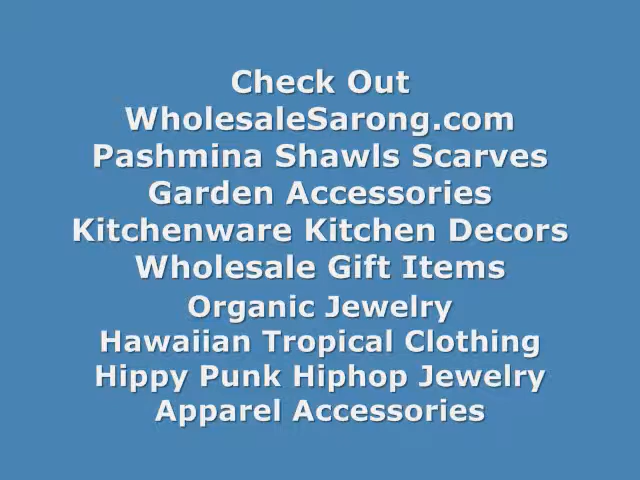 Check Out
WholesaleSarong.com
Pashmina Shawls Scarves
Garden Accessories
Kitchenware Kitchen Decors
Wholesale Gift Items
Organic Jewelry
Hawaiian Tropical Clothing
Hippy Punk Hiphop Jewelry
Apparel Accessories